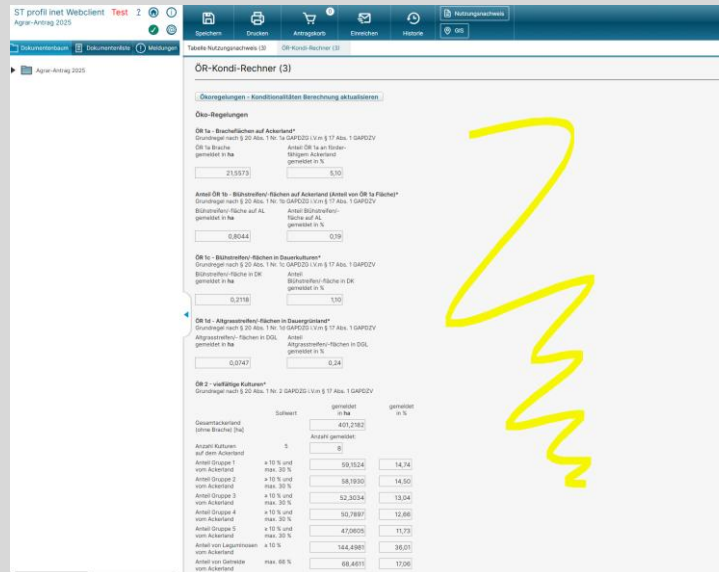 ST profil inet Webclient Test 2
Agrar-Antrag 2025
Speichern Drucken Antragskorb 0 Einreichen Historie
Nutzungsnachweis
GIS
Dokumentenbaum Dokumentenliste Meldungen
Tabelle Nutzungsnachweis (3) ÖR-Kondi-Rechner (3)
Agrar-Antrag 2025
ÖR-Kondi-Rechner (3)
Ökoregelungen - Konditionalitäten Berechnung aktualisieren
Öko-Regelungen
ÖR 1a - Bracheflächen auf Ackerland*
Grundregel nach § 20 Abs. 1 Nr. 1a GAPDZG i.V.m § 17 Abs. 1 GAPDZV
ÖR 1a Brache
gemeldet in ha
Anteil ÖR 1a an förder-
fähigem Ackerland
gemeldet in %
21,5573 5,10
Anteil ÖR 1b - Blühstreifen/-flächen auf Ackerland (Anteil von ÖR 1a Fläche)*
Grundregel nach § 20 Abs. 1 Nr. 1b GAPDZG i.V.m § 17 Abs. 1 GAPDZV
Blühstreifen/-fläche auf AL
gemeldet in ha
Anteil Blühstreifen/-
fläche auf AL
gemeldet in %
0,8044 0,19
ÖR 1c - Blühstreifen/-flächen in Dauerkulturen*
Grundregel nach § 20 Abs. 1 Nr. 1c GAPDZG i.V.m § 17 Abs. 1 GAPDZV
Blühstreifen/-fläche in DK
gemeldet in ha
Anteil
Blühstreifen/-fläche in DK
gemeldet in %
0,2118 1,10
ÖR 1d - Altgrasstreifen/-flächen in Dauergrünland*
Grundregel nach § 20 Abs. 1 Nr. 1d GAPDZG i.V.m § 17 Abs. 1 GAPDZV
Altgrasstreifen/- flächen in DGL
gemeldet in ha
Anteil
Altgrasstreifen/-flächen in DGL
gemeldet in %
0,0747 0,24
ÖR 2 - vielfältige Kulturen*
Grundregel nach § 20 Abs. 1 Nr. 2 GAPDZG i.V.m § 17 Abs. 1 GAPDZV
Sollwert gemeldet in ha gemeldet in %
Gesamtackerland
(ohne Brache) [ha] 401,2182
Anzahl gemeldet:
Anzahl Kulturen
auf dem Ackerland 5 8
Anteil Gruppe 1
vom Ackerland ≥ 10 % und
max. 30 % 59,1524 14,74
Anteil Gruppe 2
vom Ackerland ≥ 10 % und
max. 30 % 58,1930 14,50
Anteil Gruppe 3
vom Ackerland ≥ 10 % und
max. 30 % 52,3034 13,04
Anteil Gruppe 4
vom Ackerland ≥ 10 % und
max. 30 % 50,7897 12,66
Anteil Gruppe 5
vom Ackerland ≥ 10 % und
max. 30 % 47,0605 11,73
Anteil von Leguminosen
vom Ackerland ≥ 10 % 144,4981 36,01
Anteil von Getreide
vom Ackerland max. 66 % 68,4611 17,06